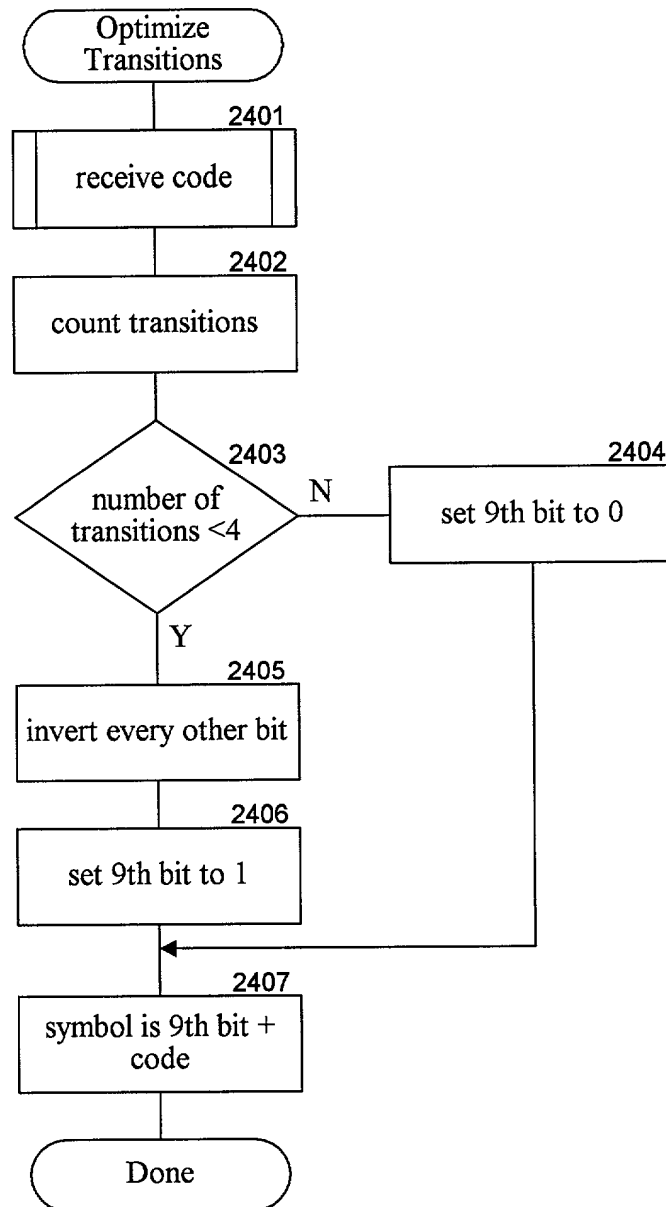 Optimize
Transitions
2401
receive code
2402
count transitions
2403
number of
transitions <4
N
2404
set 9th bit to 0
Y
2405
invert every other bit
2406
set 9th bit to 1
2407
symbol is 9th bit +
code
Done